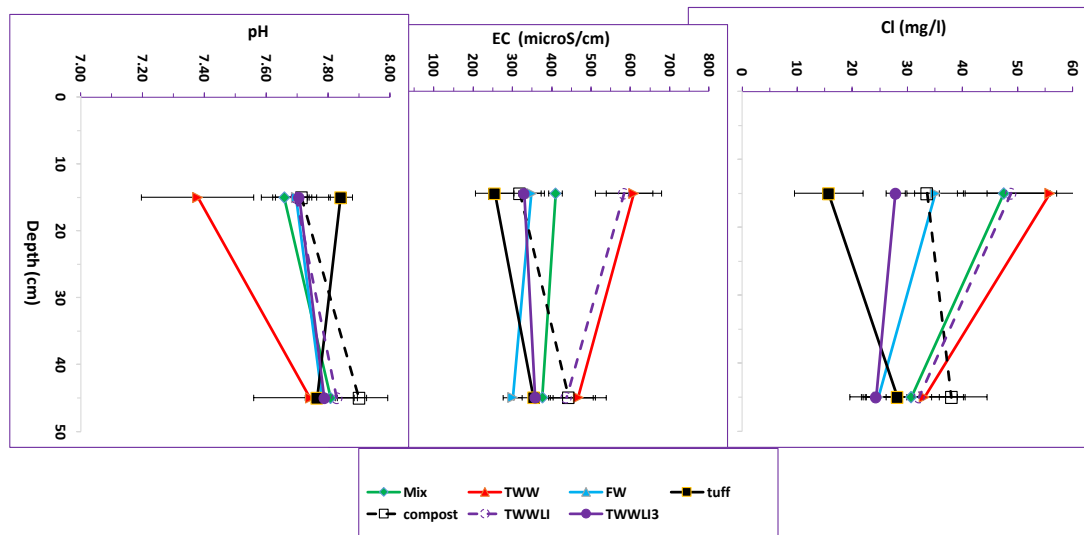 pH
7.00
7.20
7.40
7.60
7.80
8.00
0
10
20
30
40
50
Depth (cm)
EC (microS/cm)
100
200
300
400
500
600
700
800
Cl (mg/l)
0
10
20
30
40
50
60
Mix
TWW
FW
tuff
compost
TWWLI
TWWLI3